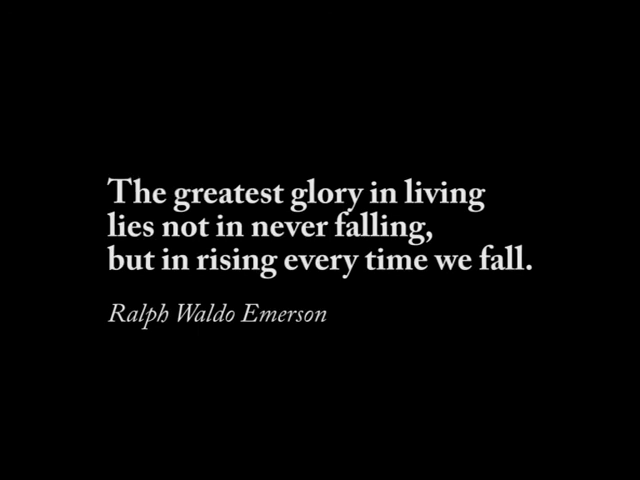 The greatest glory in living
lies not in never falling,
but in rising every time we fall.
Ralph Waldo Emerson